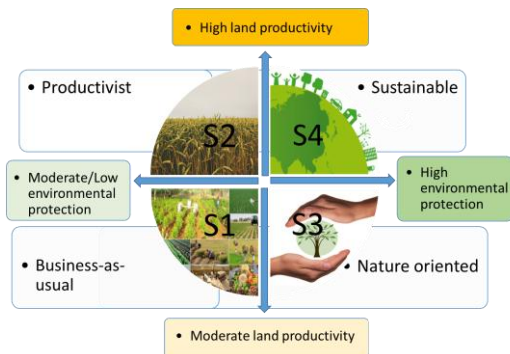 • High land productivity
• Productivist
• Sustainable
S2
S4
• Moderate/Low
environmental
protection
• High
environmental
protection
S1
S3
• Business-as-
usual
• Nature oriented
• Moderate land productivity